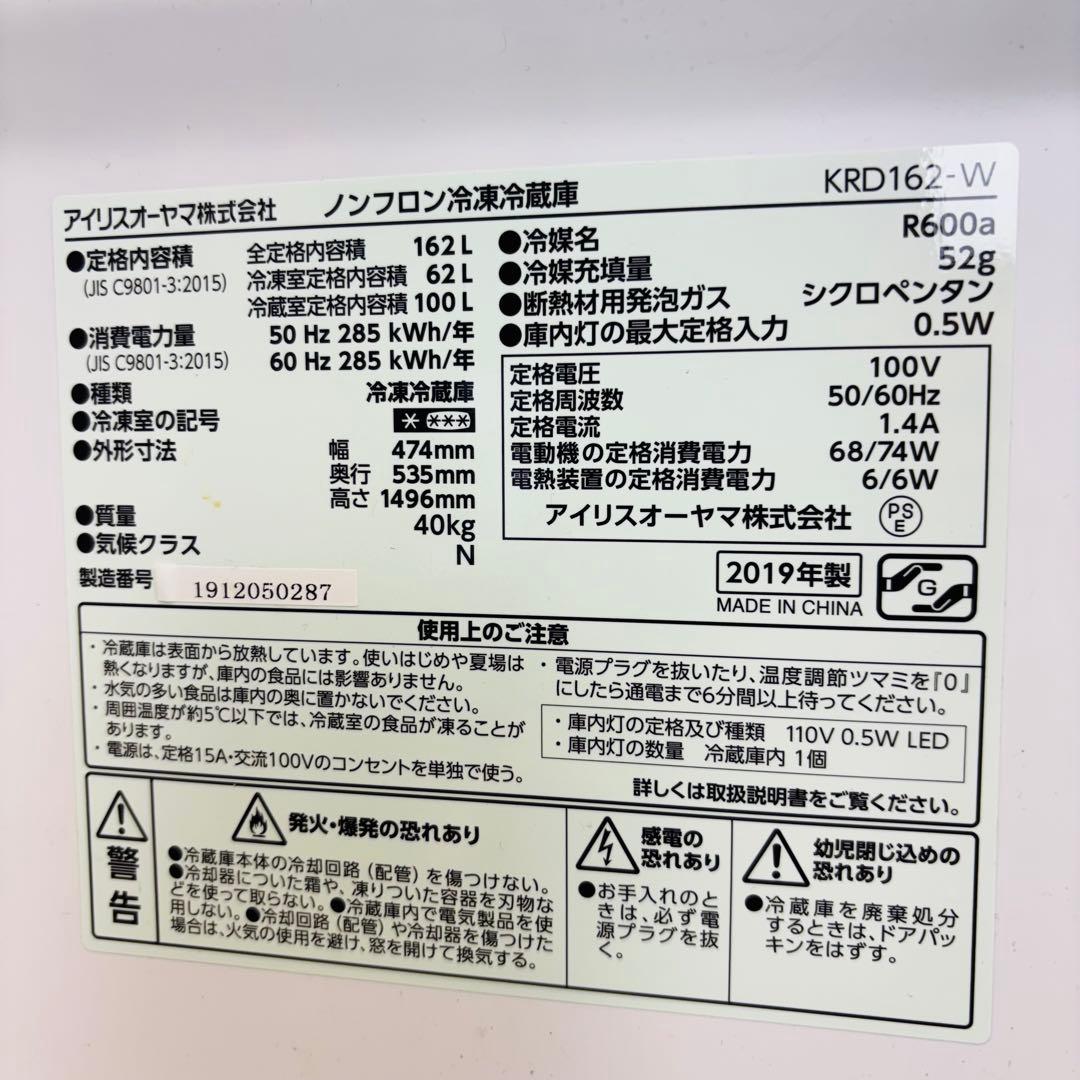 アイリスオーヤマ株式会社 ノンフロン冷凍冷蔵庫 KRD162-W
●定格内容積 全定格内容積 162 L
(JIS C9801-3:2015) 冷凍室定格内容積 62 L
冷蔵室定格内容積 100 L
●消費電力量 50 Hz 285 kWh/年
(JIS C9801-3:2015) 60 Hz 285 kWh/年
●種類 冷凍冷蔵庫
●冷凍室の記号 * ***
●外形寸法 幅 474mm
奥行 535mm
高さ 1496mm
●質量 40kg
●気候クラス N
製造番号 1912050287
●冷媒名 R600a
●冷媒充填量 52g
●断熱材用発泡ガス シクロペンタン
●庫内灯の最大定格入力 0.5W
定格電圧 100V
定格周波数 50/60Hz
定格電流 1.4A
電動機の定格消費電力 68/74W
電熱装置の定格消費電力 6/6W
アイリスオーヤマ株式会社 PSE
2019年製
MADE IN CHINA
G
使用上のご注意
・冷蔵庫は表面から放熱しています。使いはじめや夏場は
熱くなりますが、庫内の食品には影響ありません。
・水気の多い食品は庫内の奥に置かないでください。
・周囲温度が約5℃以下では、冷蔵室の食品が凍ることが
あります。
・電源は、定格15A・交流100Vのコンセントを単独で使う。
・電源プラグを抜いたり、温度調節ツマミを『0』
にしたら通電まで6分間以上待ってください。
・庫内灯の定格及び種類 110V 0.5W LED
・庫内灯の数量 冷蔵庫内 1個
詳しくは取扱説明書をご覧ください。
警告
発火・爆発の恐れあり
●冷蔵庫本体の冷却回路（配管）を傷つけない。
●冷却器についた霜や、凍りついた容器を刃物な
どを使って取らない。●冷蔵庫内で電気製品を使
用しない。●冷却回路（配管）や冷却器を傷つけた
場合は、火気の使用を避け、窓を開けて換気する。
感電の
恐れあり
●お手入れのと
きは、必ず電
源プラグを抜
く。
幼児閉じ込めの
恐れあり
●冷蔵庫を廃棄処分
するときは、ドアパッ
キンをはずす。